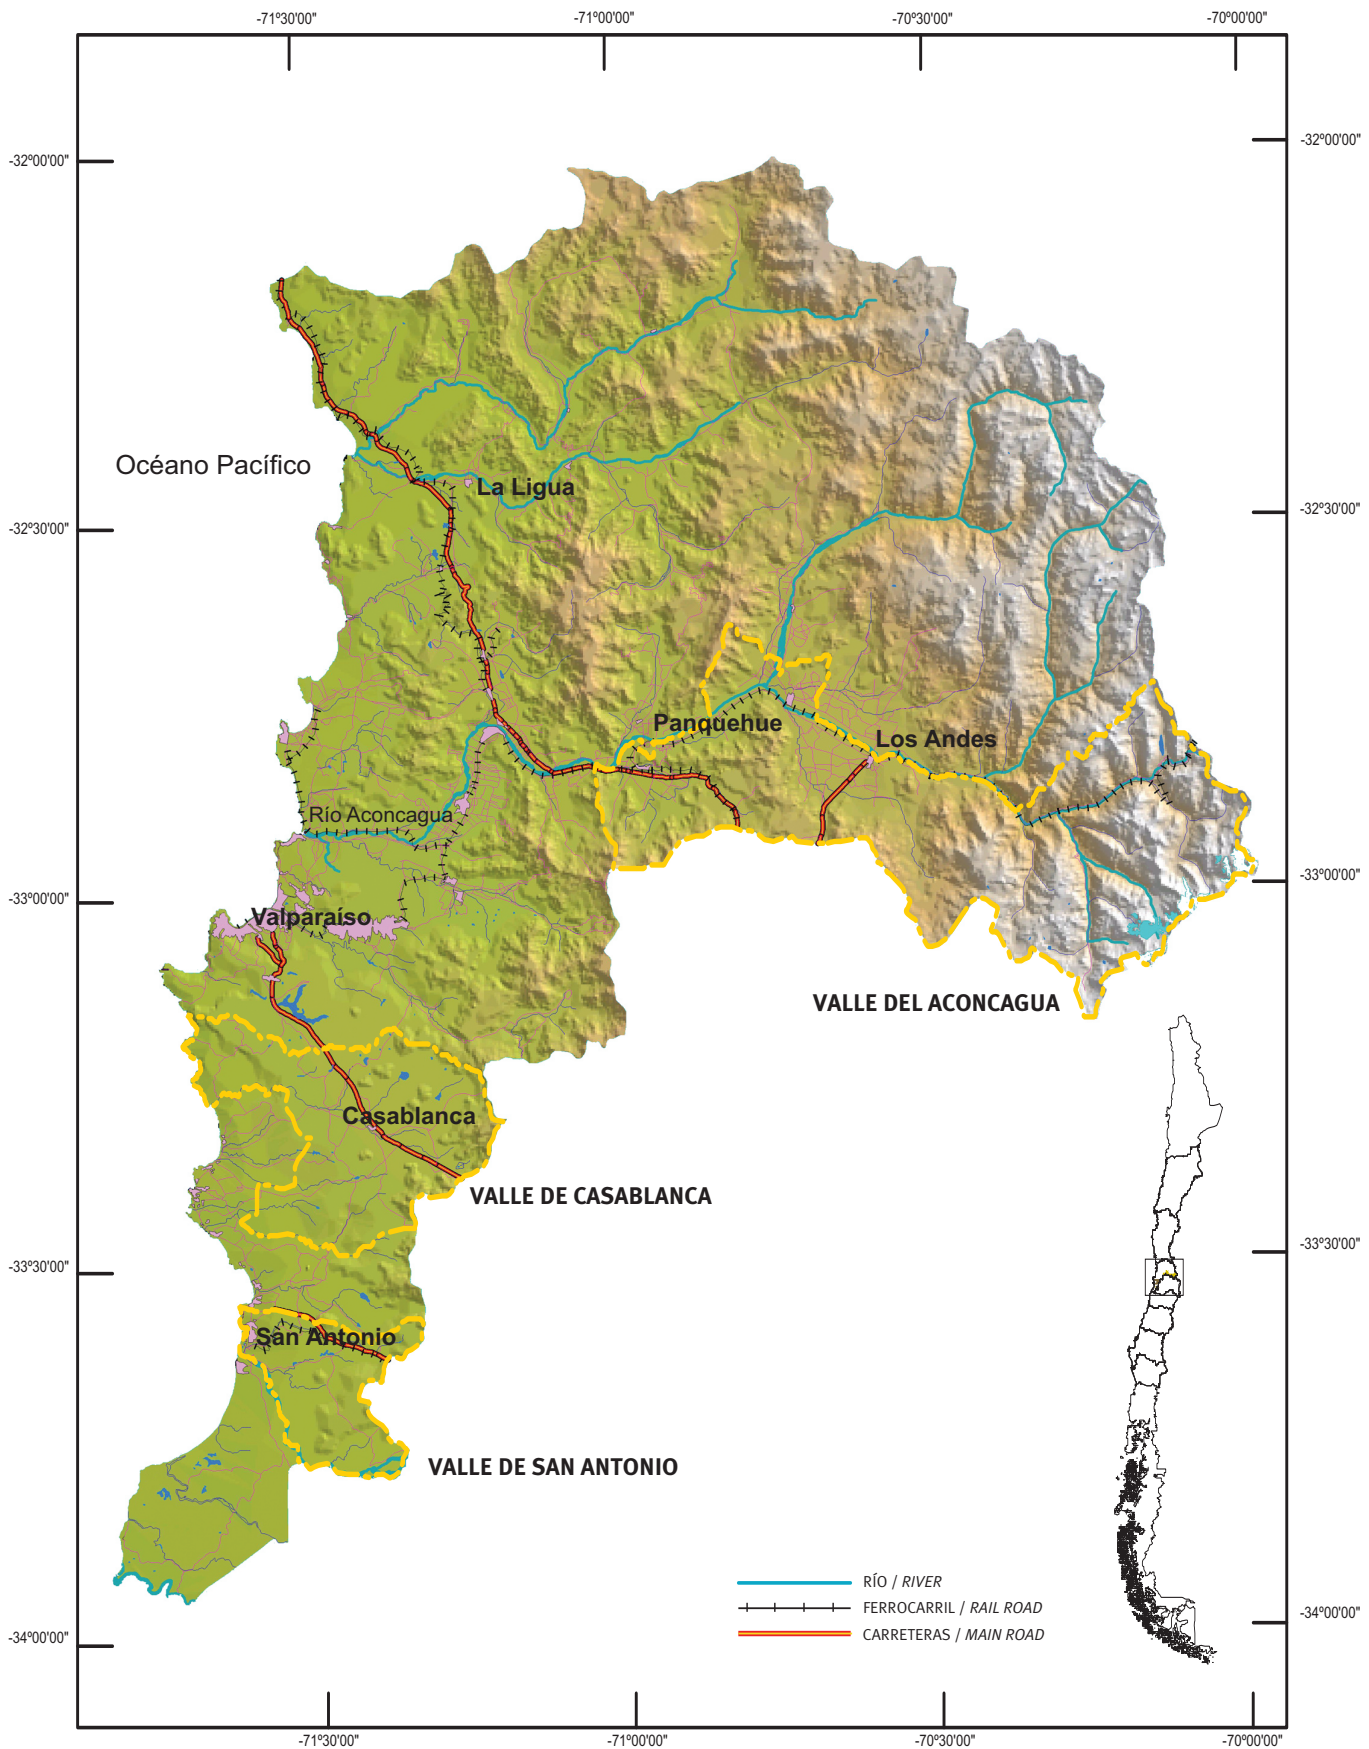 -71°30'00"
-71°00'00"
-70°30'00"
-70°00'00"
-32°00'00"
-32°00'00"
Océano Pacífico
La Ligua
-32°30'00"
-32°30'00"
Panquehue
Los Andes
Río Aconcagua
-33°00'00"
-33°00'00"
Valparaíso
VALLE DEL ACONCAGUA
Casablanca
VALLE DE CASABLANCA
-33°30'00"
-33°30'00"
San Antonio
VALLE DE SAN ANTONIO
RÍO / RIVER
FERROCARRIL / RAIL ROAD
CARRETERAS / MAIN ROAD
-34°00'00"
-34°00'00"
-71°30'00"
-71°00'00"
-70°30'00"
-70°00'00"